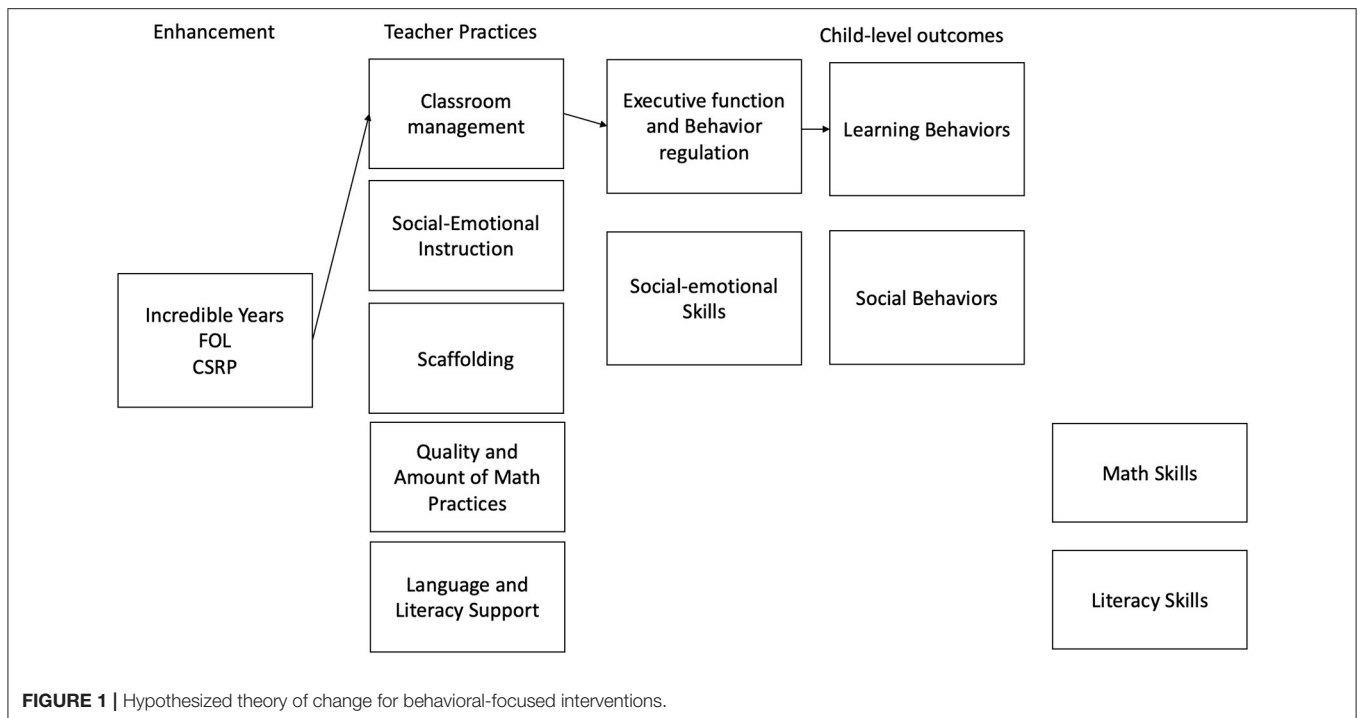 Enhancement
Teacher Practices
Child-level outcomes
Incredible Years
FOL
CSRP
Classroom
management
Social-Emotional
Instruction
Scaffolding
Quality and
Amount of Math
Practices
Language and
Literacy Support
Executive function
and Behavior
regulation
Social-emotional
Skills
Learning Behaviors
Social Behaviors
Math Skills
Literacy Skills
FIGURE 1 | Hypothesized theory of change for behavioral-focused interventions.